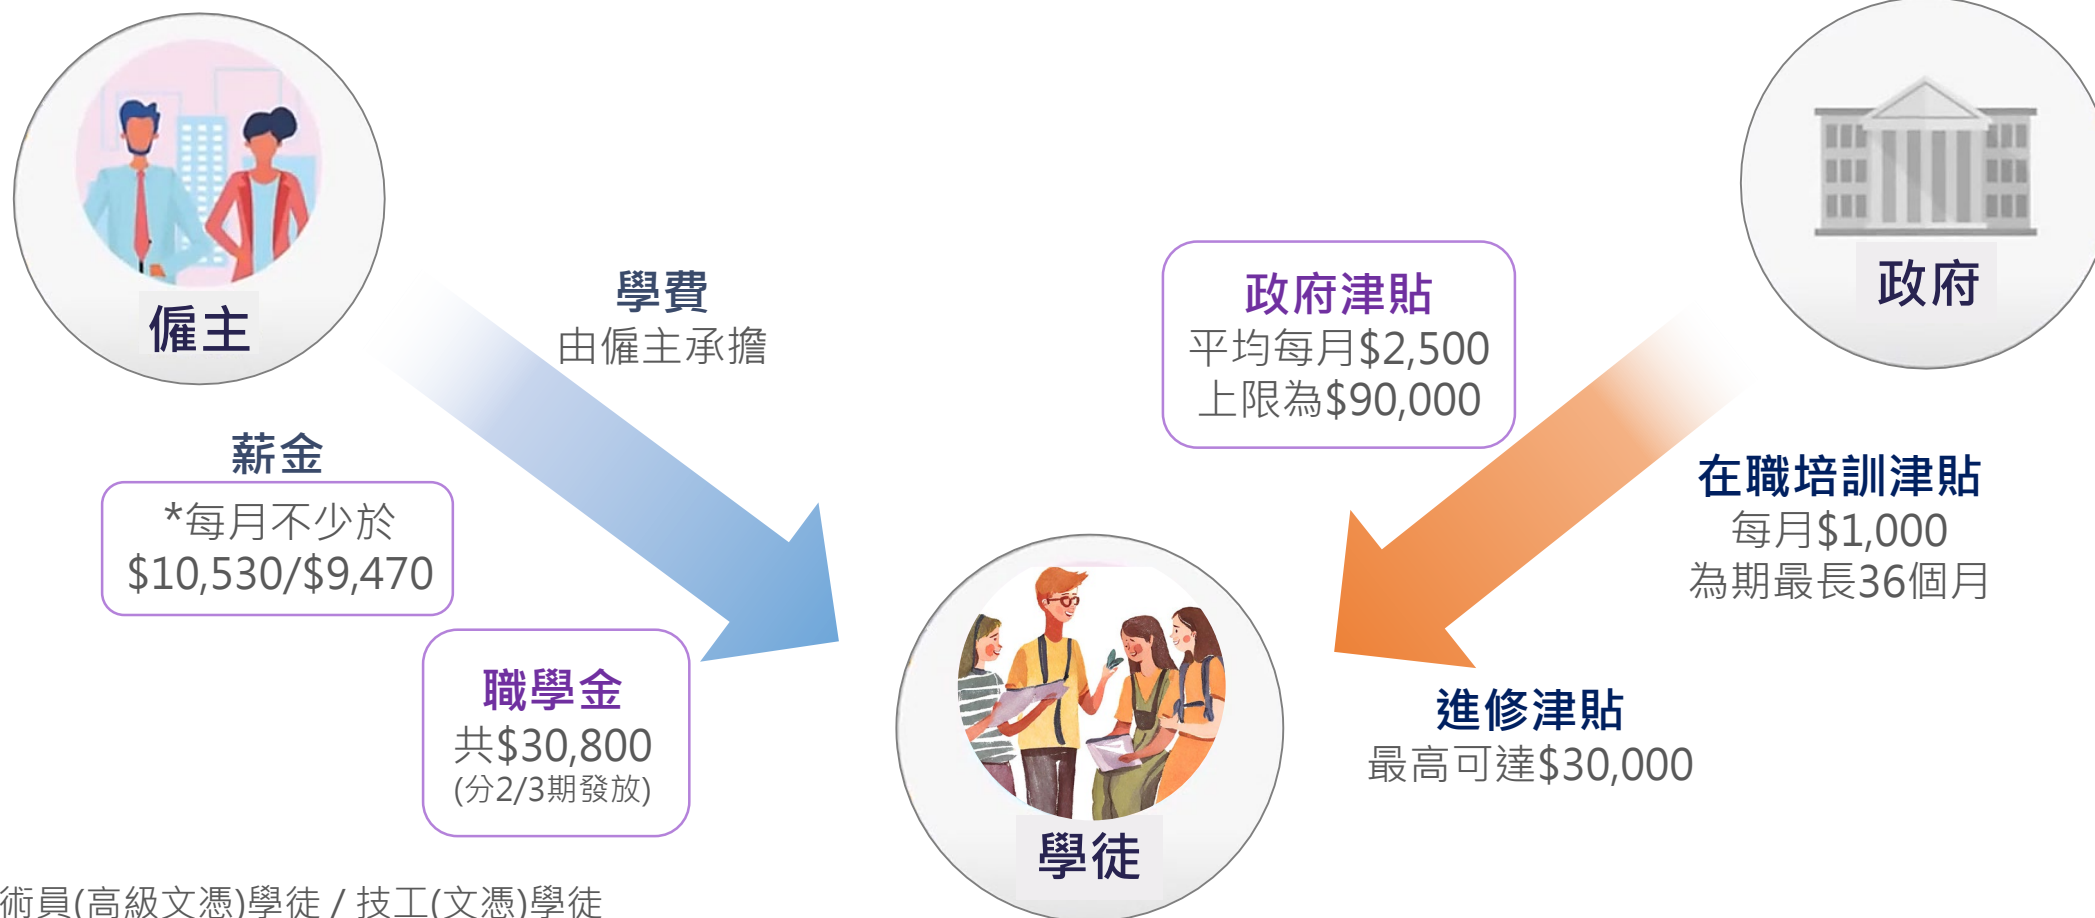 僱主
學費
由僱主承擔
薪金
*每月不少於
$10,530/$9,470
職學金
共$30,800
(分2/3期發放)
政府
政府津貼
平均每月$2,500
上限為$90,000
在職培訓津貼
每月$1,000
為期最長36個月
進修津貼
最高可達$30,000
學徒
術員(高級文憑)學徒 / 技工(文憑)學徒